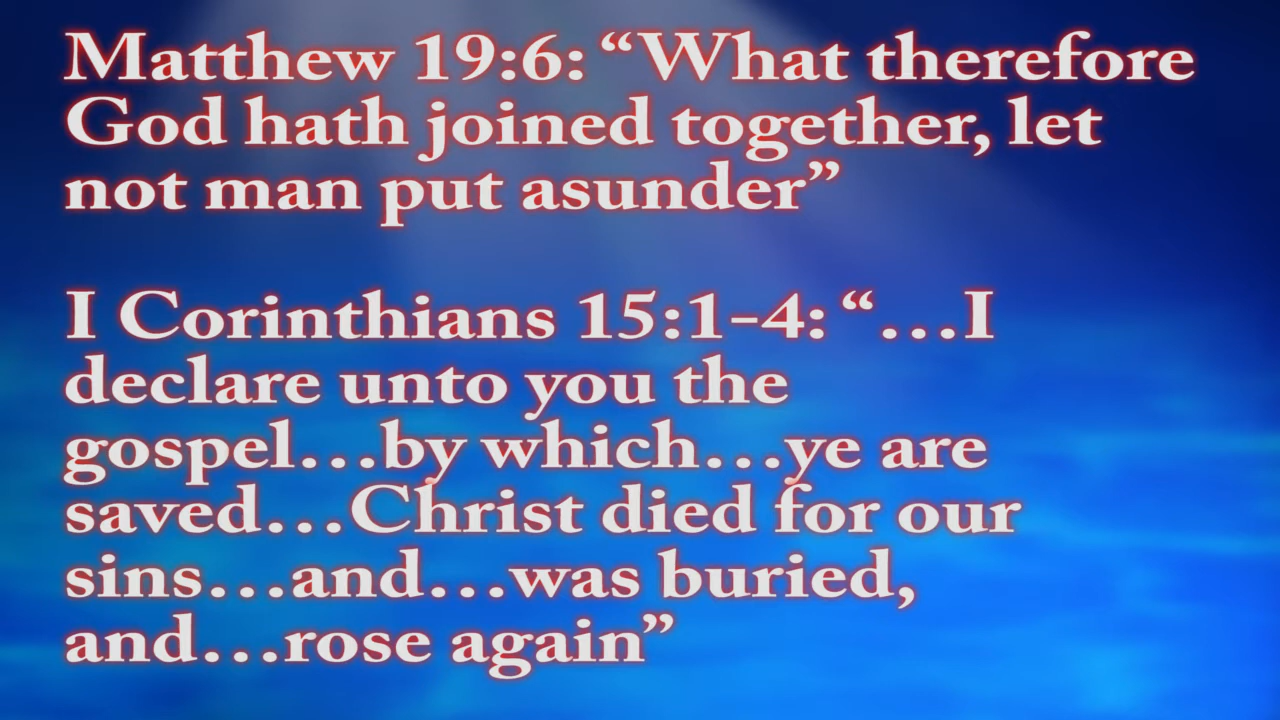 Matthew 19:6: “What therefore
God hath joined together, let
not man put asunder”
I Corinthians 15:1-4: “…I
declare unto you the
gospel…by which…ye are
saved…Christ died for our
sins…and…was buried,
and…rose again”